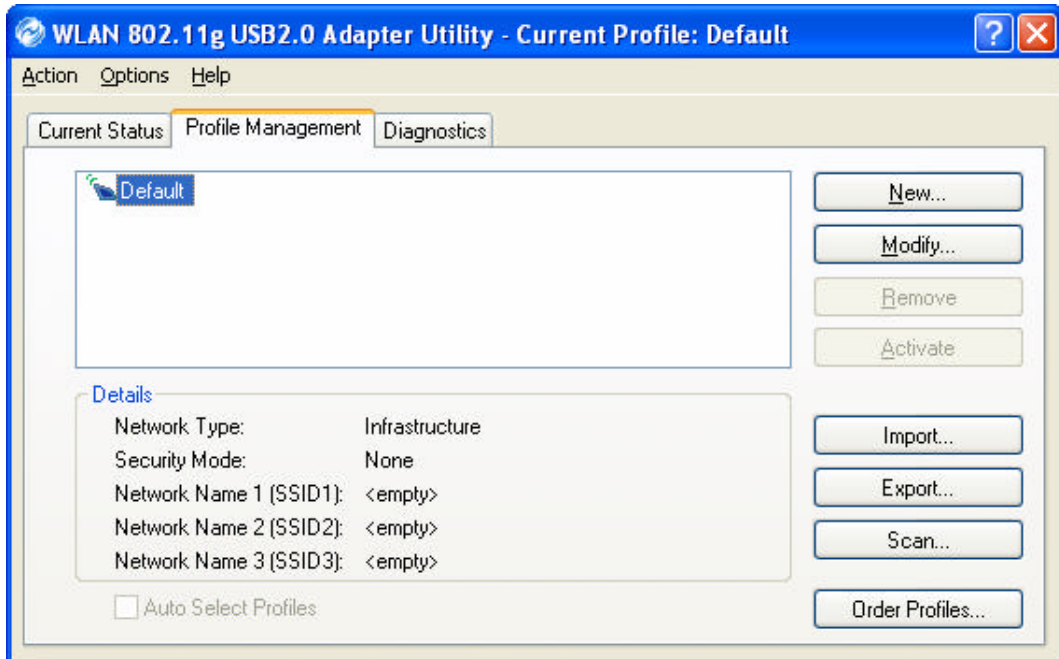 WLAN 802.11g USB2.0 Adapter Utility - Current Profile: Default
Action Options Help
Current Status Profile Management Diagnostics
Default
New...
Modify...
Remove
Activate
Details
Network Type: Infrastructure
Security Mode: None
Network Name 1 (SSID1): <empty>
Network Name 2 (SSID2): <empty>
Network Name 3 (SSID3): <empty>
Import...
Export...
Scan...
Auto Select Profiles
Order Profiles...